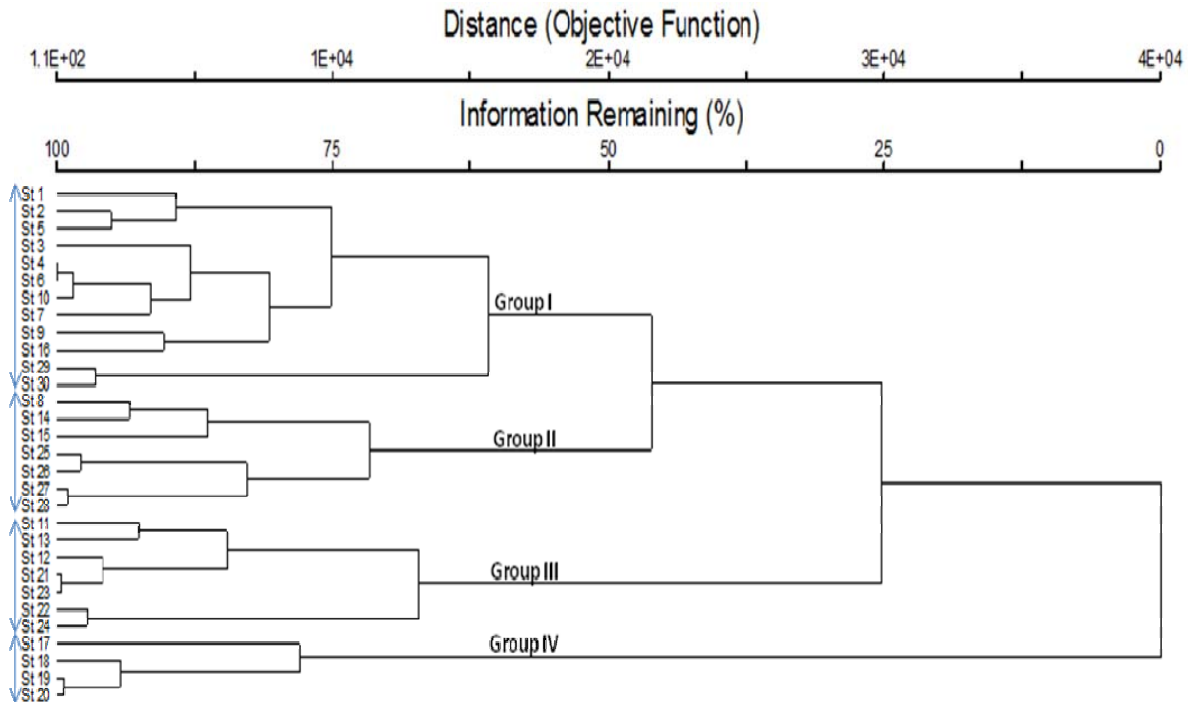 Distance (Objective Function)
1.1E+02 1E+04 2E+04 3E+04 4E+04
Information Remaining (%)
100 75 50 25 0
St 1
St 2
St 5
St 3
St 4
St 6
St 10
St 7
St 9
St 16
St 29
St 30
St 8
St 14
St 15
St 25
St 26
St 27
St 28
St 11
St 13
St 12
St 21
St 23
St 22
St 24
St 17
St 18
St 19
St 20
Group I
Group II
Group III
Group IV